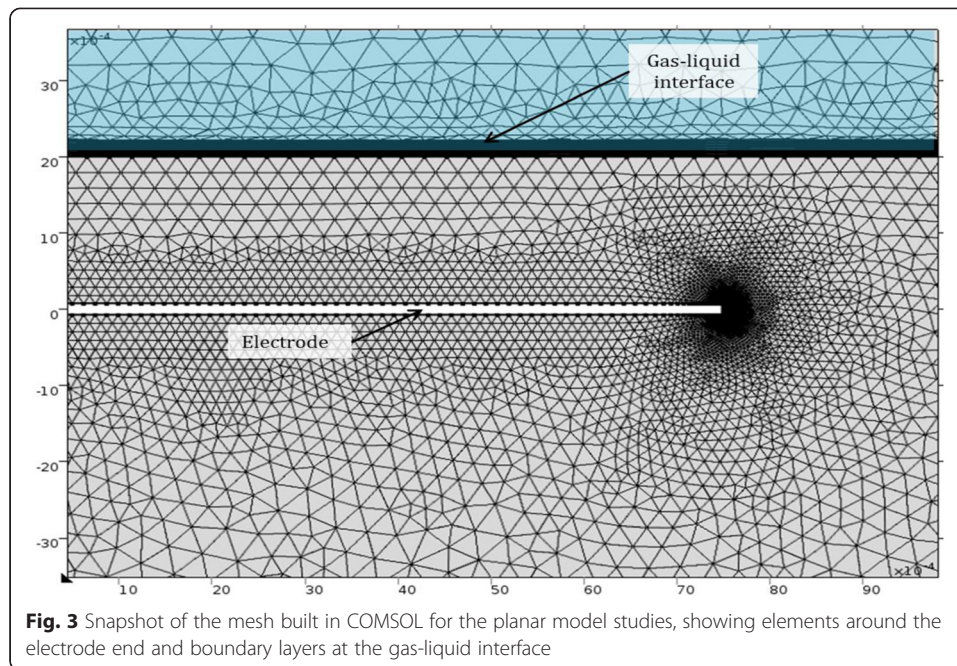 ×10⁻⁴
Gas-liquid
interface
30
20
10
0
Electrode
-10
-20
-30
×10⁻⁴
10 20 30 40 50 60 70 80 90
Fig. 3 Snapshot of the mesh built in COMSOL for the planar model studies, showing elements around the
electrode end and boundary layers at the gas-liquid interface